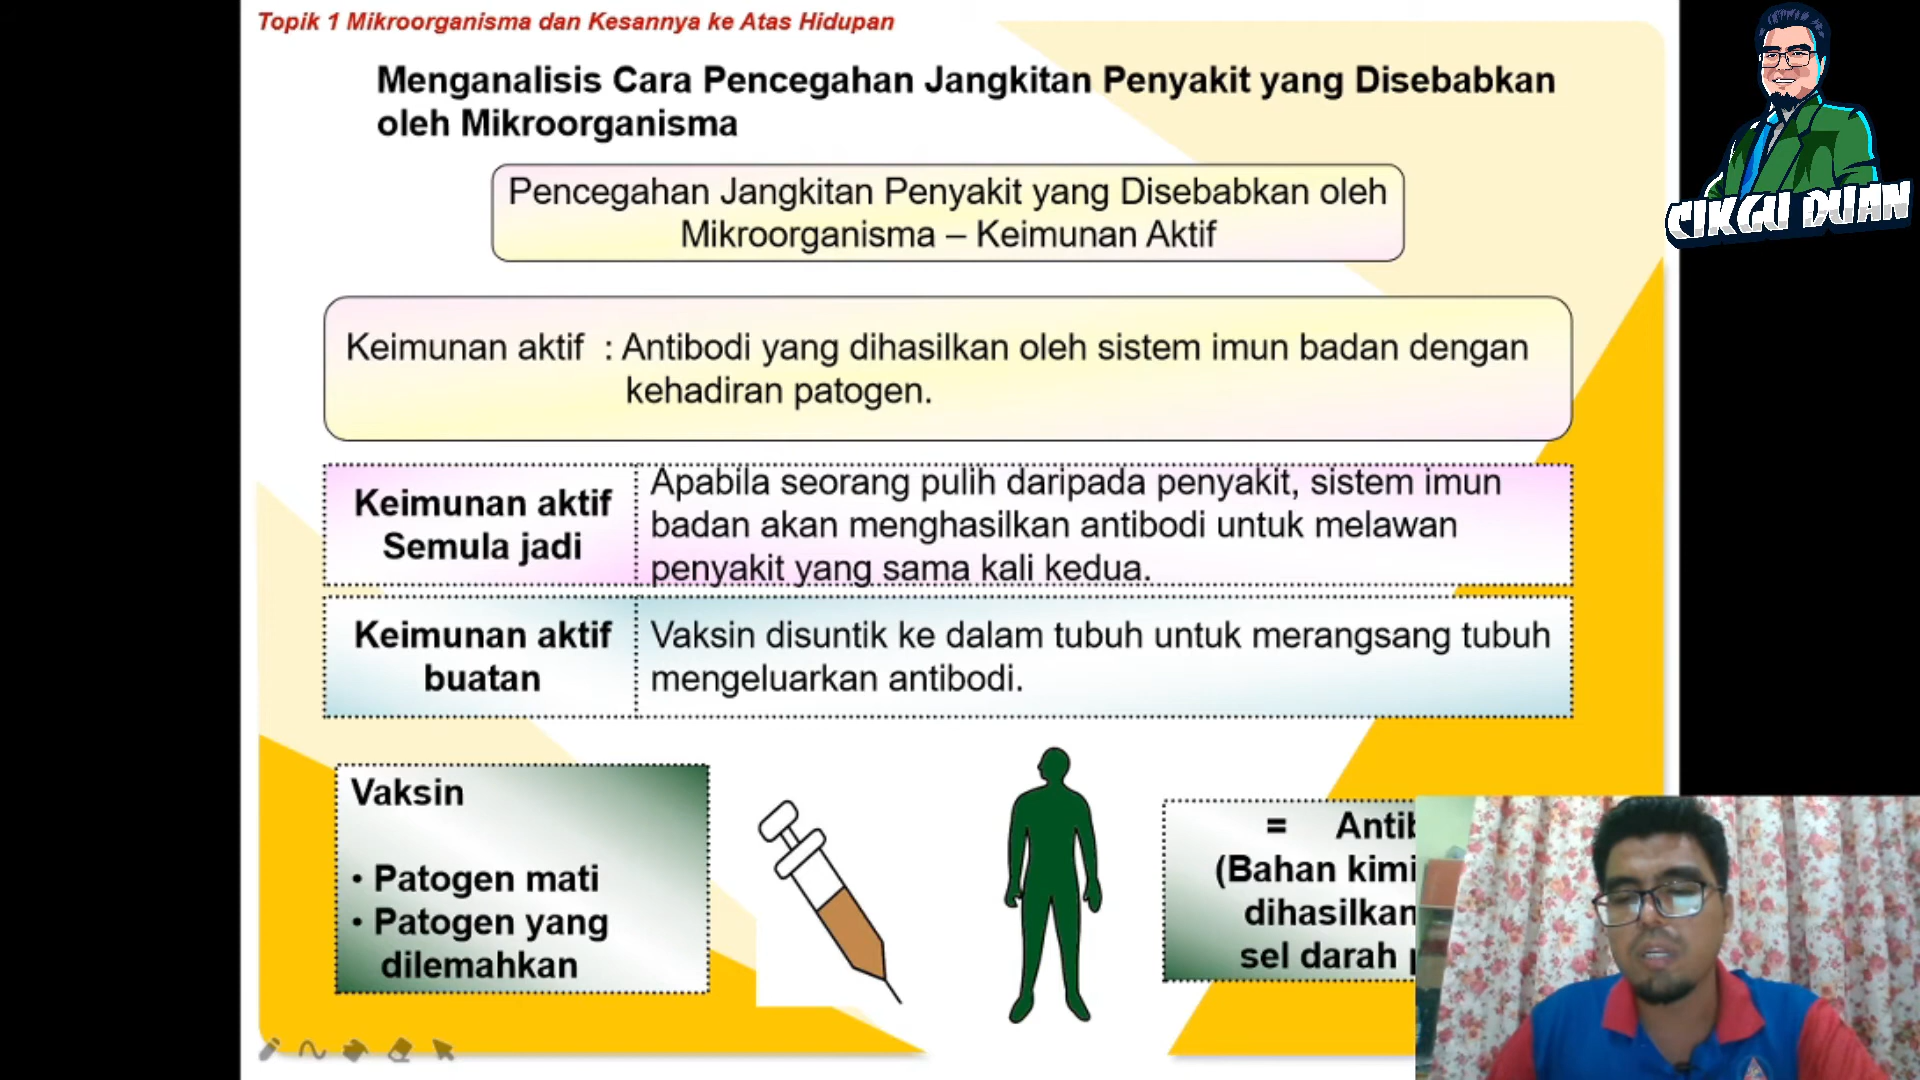 Topik 1 Mikroorganisma dan Kesannya ke Atas Hidupan
Menganalisis Cara Pencegahan Jangkitan Penyakit yang Disebabkan
oleh Mikroorganisma
Pencegahan Jangkitan Penyakit yang Disebabkan oleh
Mikroorganisma – Keimunan Aktif
Keimunan aktif : Antibodi yang dihasilkan oleh sistem imun badan dengan
kehadiran patogen.
Keimunan aktif
Semula jadi
Apabila seorang pulih daripada penyakit, sistem imun
badan akan menghasilkan antibodi untuk melawan
penyakit yang sama kali kedua.
Keimunan aktif
buatan
Vaksin disuntik ke dalam tubuh untuk merangsang tubuh
mengeluarkan antibodi.
Vaksin
• Patogen mati
• Patogen yang
dilemahkan
=
(Bahan
dihasilkan
sel darah
CIKGU DUAN